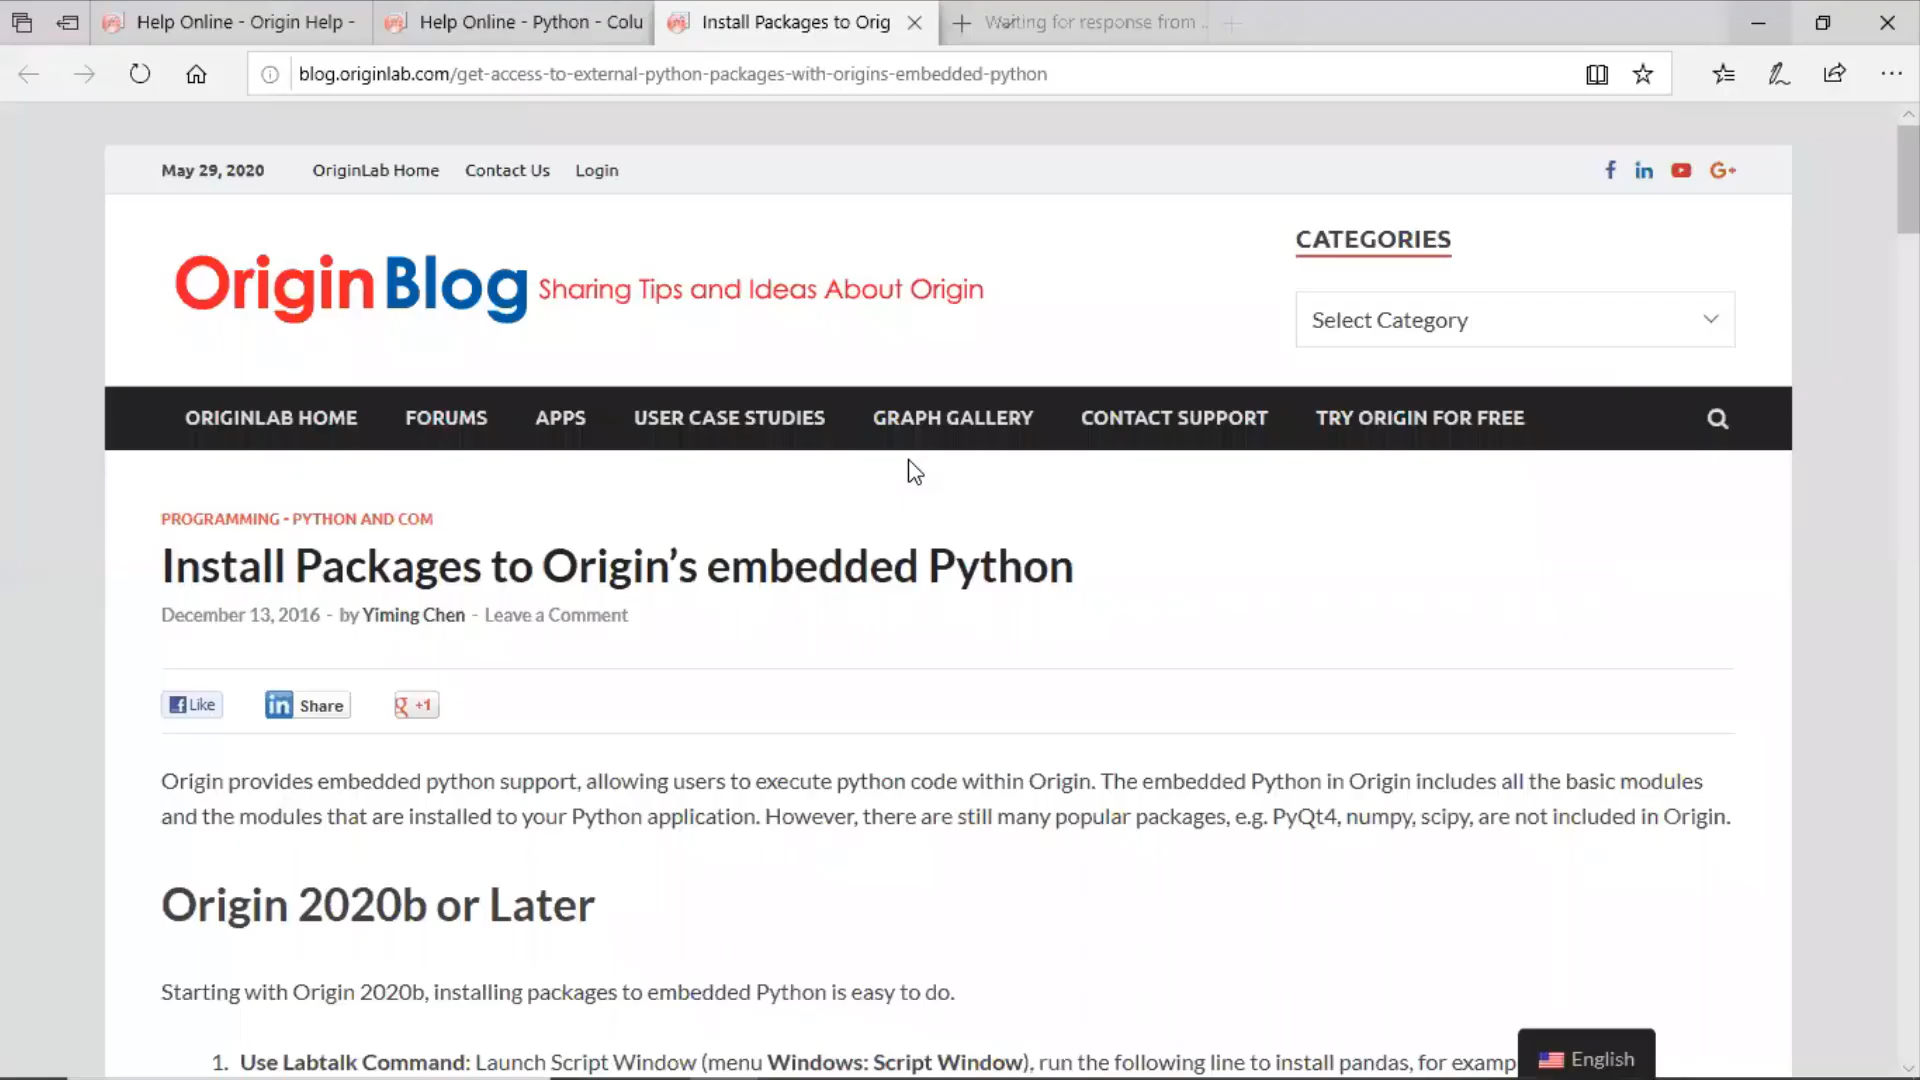 Help Online - Origin Help -
Help Online - Python - Colu
Install Packages to Orig
Waiting for response from ..
blog.originlab.com/get-access-to-external-python-packages-with-origins-embedded-python
May 29, 2020 OriginLab Home Contact Us Login
f in G+
CATEGORIES
Origin Blog Sharing Tips and Ideas About Origin
Select Category
ORIGINLAB HOME FORUMS APPS USER CASE STUDIES GRAPH GALLERY CONTACT SUPPORT TRY ORIGIN FOR FREE
PROGRAMMING - PYTHON AND COM
Install Packages to Origin’s embedded Python
December 13, 2016 - by Yiming Chen - Leave a Comment
f Like in Share g +1
Origin provides embedded python support, allowing users to execute python code within Origin. The embedded Python in Origin includes all the basic modules
and the modules that are installed to your Python application. However, there are still many popular packages, e.g. PyQt4, numpy, scipy, are not included in Origin.
Origin 2020b or Later
Starting with Origin 2020b, installing packages to embedded Python is easy to do.
1. Use Labtalk Command: Launch Script Window (menu Windows: Script Window), run the following line to install pandas, for examp
English